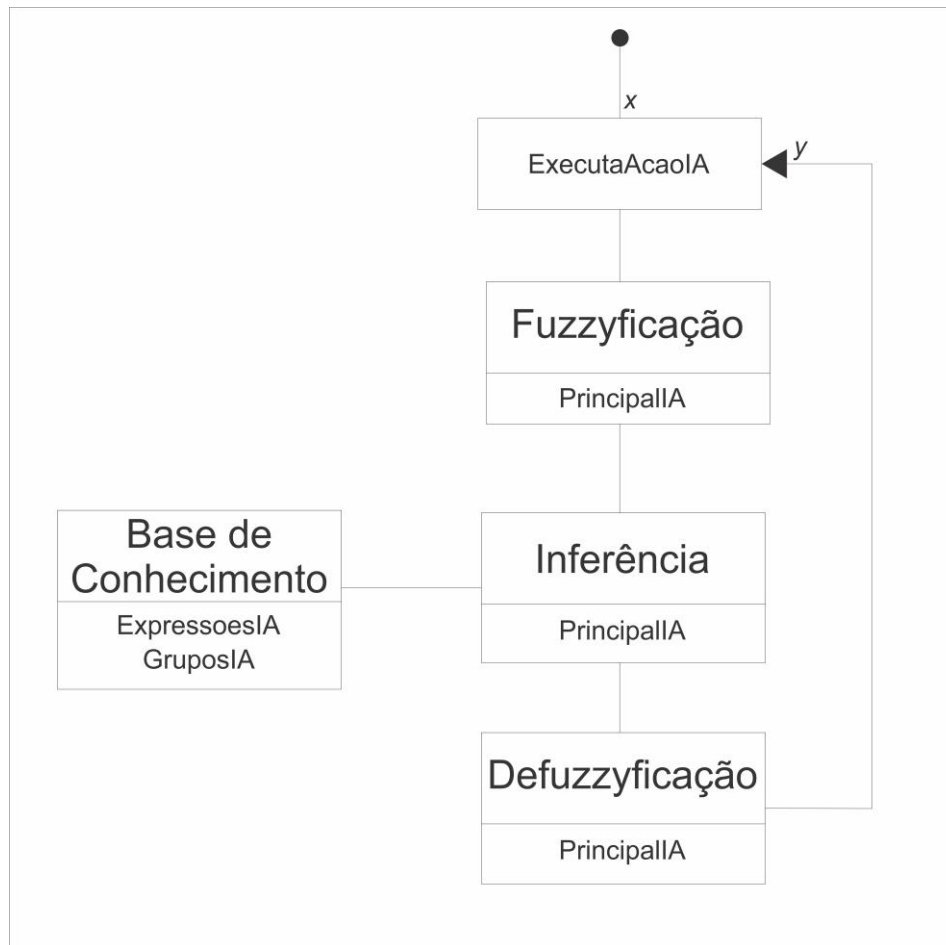 x
ExecutaAcaoIA
y
Fuzzyficação
PrincipalIA
Base de
Conhecimento
ExpressoesIA
GruposIA
Inferência
PrincipalIA
Defuzzyficação
PrincipalIA